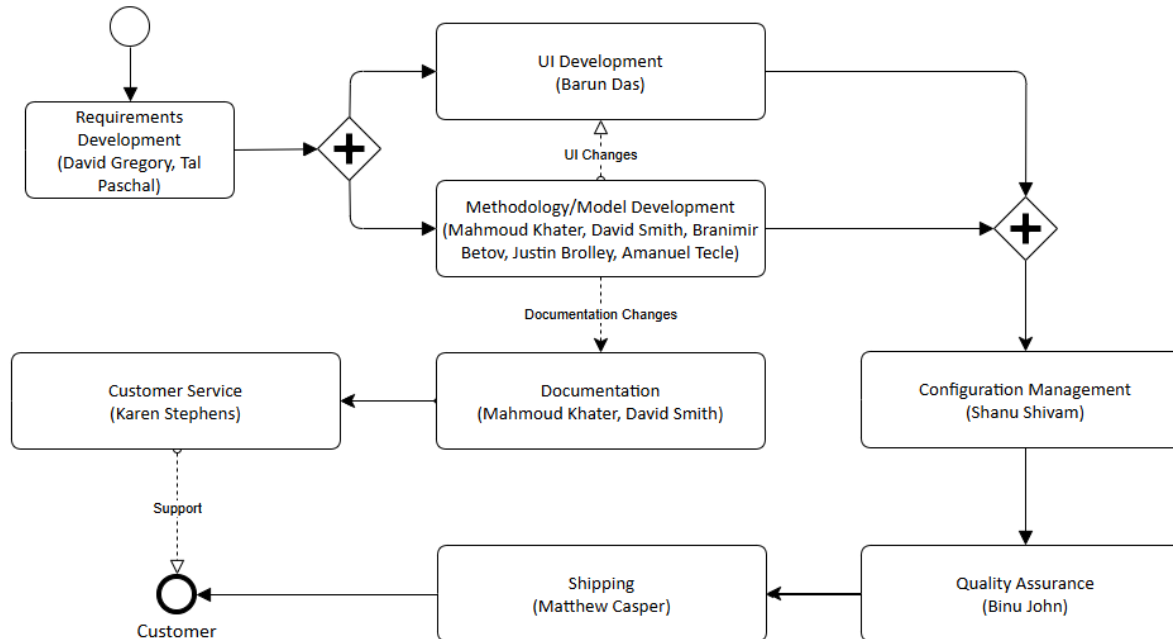 UI Development
(Barun Das)
Requirements
Development
(David Gregory, Tal
Paschal)
UI Changes
Methodology/Model Development
(Mahmoud Khater, David Smith, Branimir
Betov, Justin Brolley, Amanuel Tecle)
Documentation Changes
Customer Service
(Karen Stephens)
Documentation
(Mahmoud Khater, David Smith)
Configuration Management
(Shanu Shivam)
Support
Shipping
(Matthew Casper)
Quality Assurance
(Binu John)
Customer